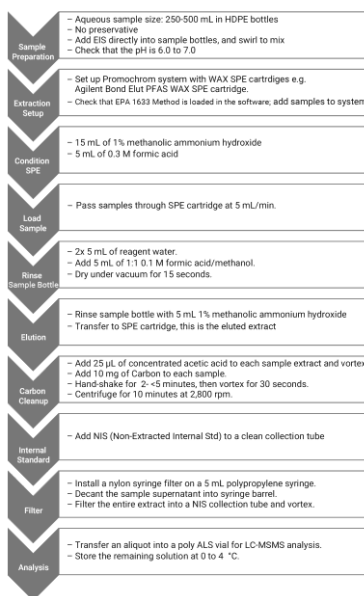 Sample
Preparation
– Aqueous sample size: 250-500 mL in HDPE bottles
– No preservative
– Add EIS directly into sample bottles, and swirl to mix
– Check that the pH is 6.0 to 7.0
Extraction
Setup
– Set up Promochrom system with WAX SPE cartdiges e.g.
Agilent Bond Elut PFAS WAX SPE cartridge.
– Check that EPA 1633 Method is loaded in the software; add samples to system
Condition
SPE
– 15 mL of 1% methanolic ammonium hydroxide
– 5 mL of 0.3 M formic acid
Load
Sample
– Pass samples through SPE cartridge at 5 mL/min.
Rinse
Sample Bottle
– 2x 5 mL of reagent water.
– Add 5 mL of 1:1 0.1 M formic acid/methanol.
– Dry under vacuum for 15 seconds.
Elution
– Rinse sample bottle with 5 mL 1% methanolic ammonium hydroxide
– Transfer to SPE cartridge, this is the eluted extract
Carbon
Cleanup
– Add 25 µL of concentrated acetic acid to each sample extract and vortex
– Add 10 mg of Carbon to each sample.
– Hand-shake for 2- <5 minutes, then vortex for 30 seconds.
– Centrifuge for 10 minutes at 2,800 rpm.
Internal
Standard
– Add NIS (Non-Extracted Internal Std) to a clean collection tube
Filter
– Install a nylon syringe filter on a 5 mL polypropylene syringe.
– Decant the sample supernatant into syringe barrel.
– Filter the entire extract into a NIS collection tube and vortex.
Analysis
– Transfer an aliquot into a poly ALS vial for LC-MSMS analysis.
– Store the remaining solution at 0 to 4 °C.